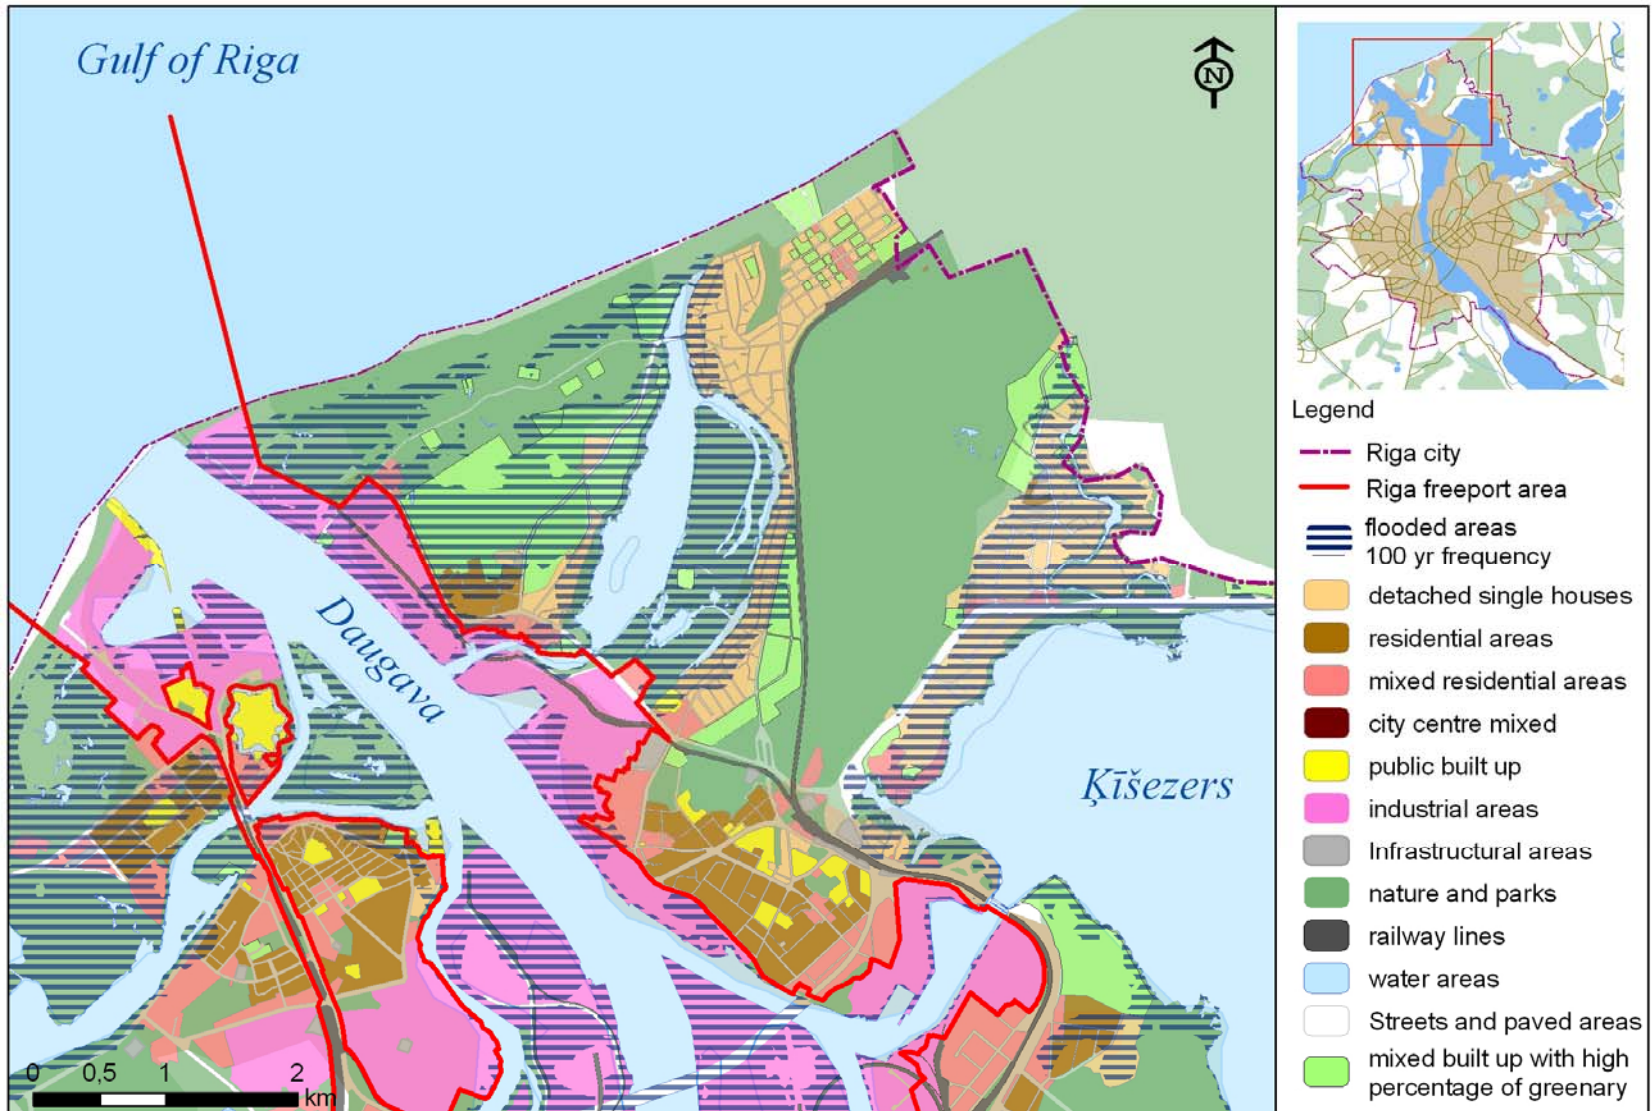 Gulf of Riga
N
Daugava
Ķīšezers
0 0,5 1 2
km
Legend
Riga city
Riga freeport area
flooded areas
100 yr frequency
detached single houses
residential areas
mixed residential areas
city centre mixed
public built up
industrial areas
Infrastructural areas
nature and parks
railway lines
water areas
Streets and paved areas
mixed built up with high
percentage of greenary